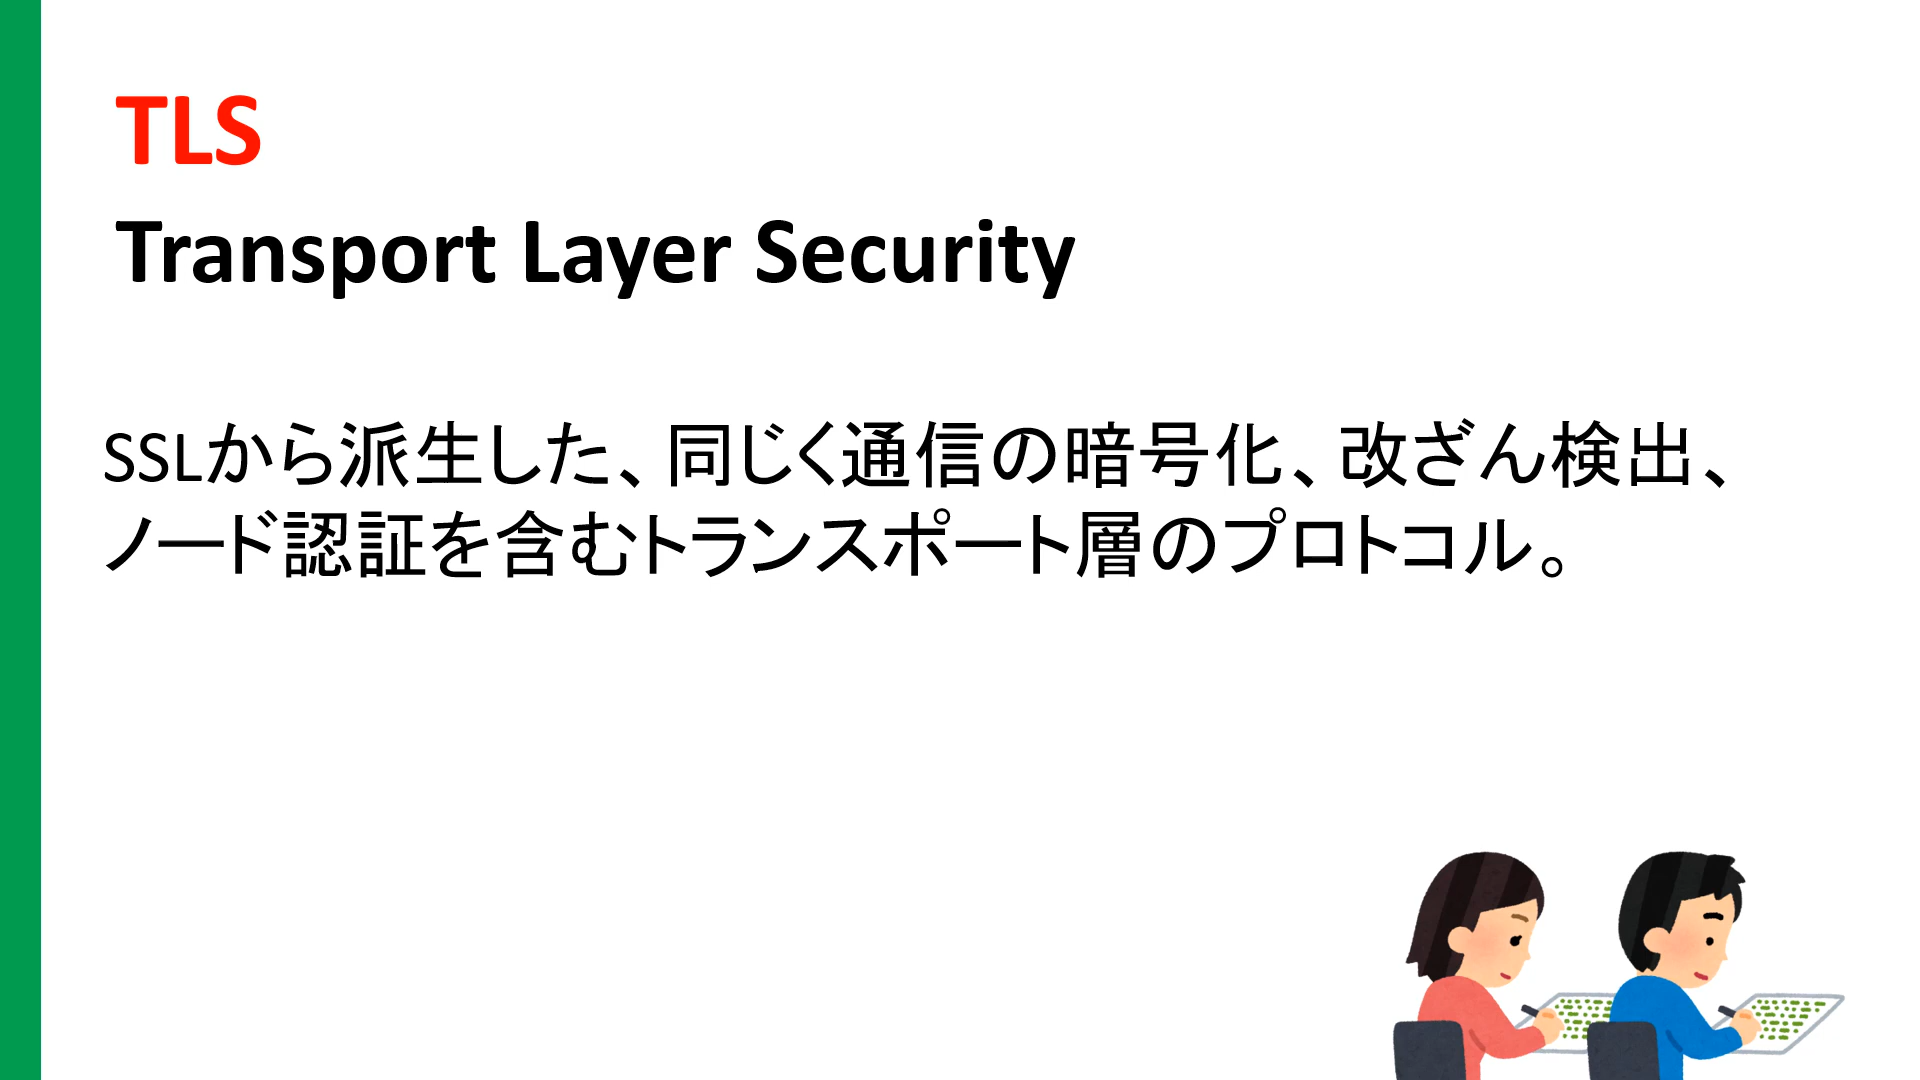 TLS
Transport Layer Security
SSLから派生した、同じく通信の暗号化、改ざん検出、
ノード認証を含むトランスポート層のプロトコル。